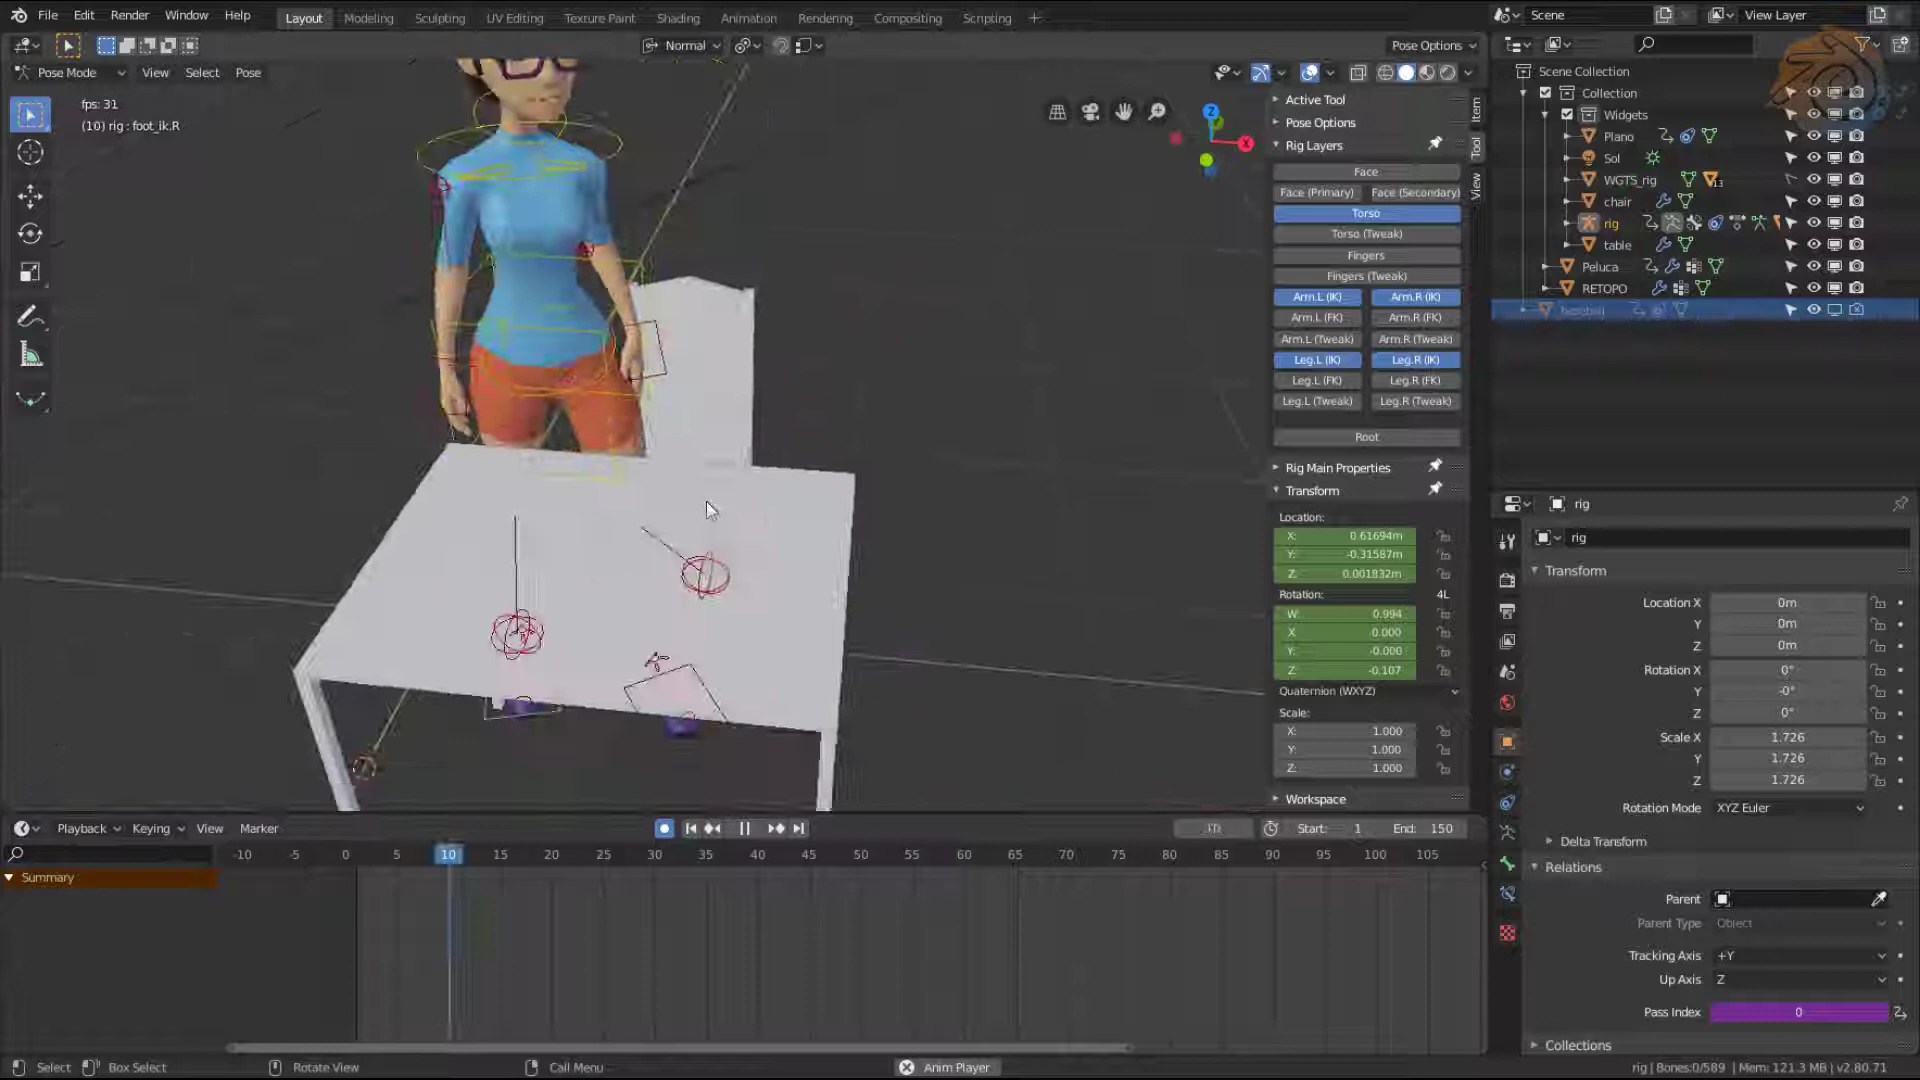 File Edit Render Window Help Layout Modeling Sculpting UV Editing Texture Paint Shading Animation Rendering Compositing Scripting + Scene View Layer
Normal Pose Options
Pose Mode View Select Pose
fps: 31
(10) rig : foot_ik.R
X
Z
Item
Tool
View
Active Tool
Pose Options
Rig Layers
Face
Face (Primary) Face (Secondary)
Torso
Torso (Tweak)
Fingers
Fingers (Tweak)
Arm.L (IK) Arm.R (IK)
Arm.L (FK) Arm.R (FK)
Arm.L (Tweak) Arm.R (Tweak)
Leg.L (IK) Leg.R (IK)
Leg.L (FK) Leg.R (FK)
Leg.L (Tweak) Leg.R (Tweak)
Root
Rig Main Properties
Transform
Location:
X: 0.61694m
Y: -0.31587m
Z: 0.001832m
Rotation: 4L
W: 0.994
X 0.000
Y: -0.000
Z: -0.107
Quaternion (WXYZ)
Scale:
X: 1.000
Y: 1.000
Z: 1.000
Workspace
Scene Collection
Collection
Widgets
Plano
Sol
WGTS_rig 13
chair
rig
table
Peluca
RETOPO
rig
rig
Transform
Location X 0m
Y 0m
Z 0m
Rotation X 0°
Y -0°
Z 0°
Scale X 1.726
Y 1.726
Z 1.726
Rotation Mode XYZ Euler
Delta Transform
Relations
Parent
Parent Type Object
Tracking Axis +Y
Up Axis Z
Pass Index 0
Collections
Playback Keying View Marker Start: 1 End: 150
-10 -5 0 5 10 15 20 25 30 35 40 45 50 55 60 65 70 75 80 85 90 95 100 105
Summary
Select Box Select Rotate View Call Menu Anim Player rig | Bones:0/589 | Mem: 121.3 MB | v2.80.71